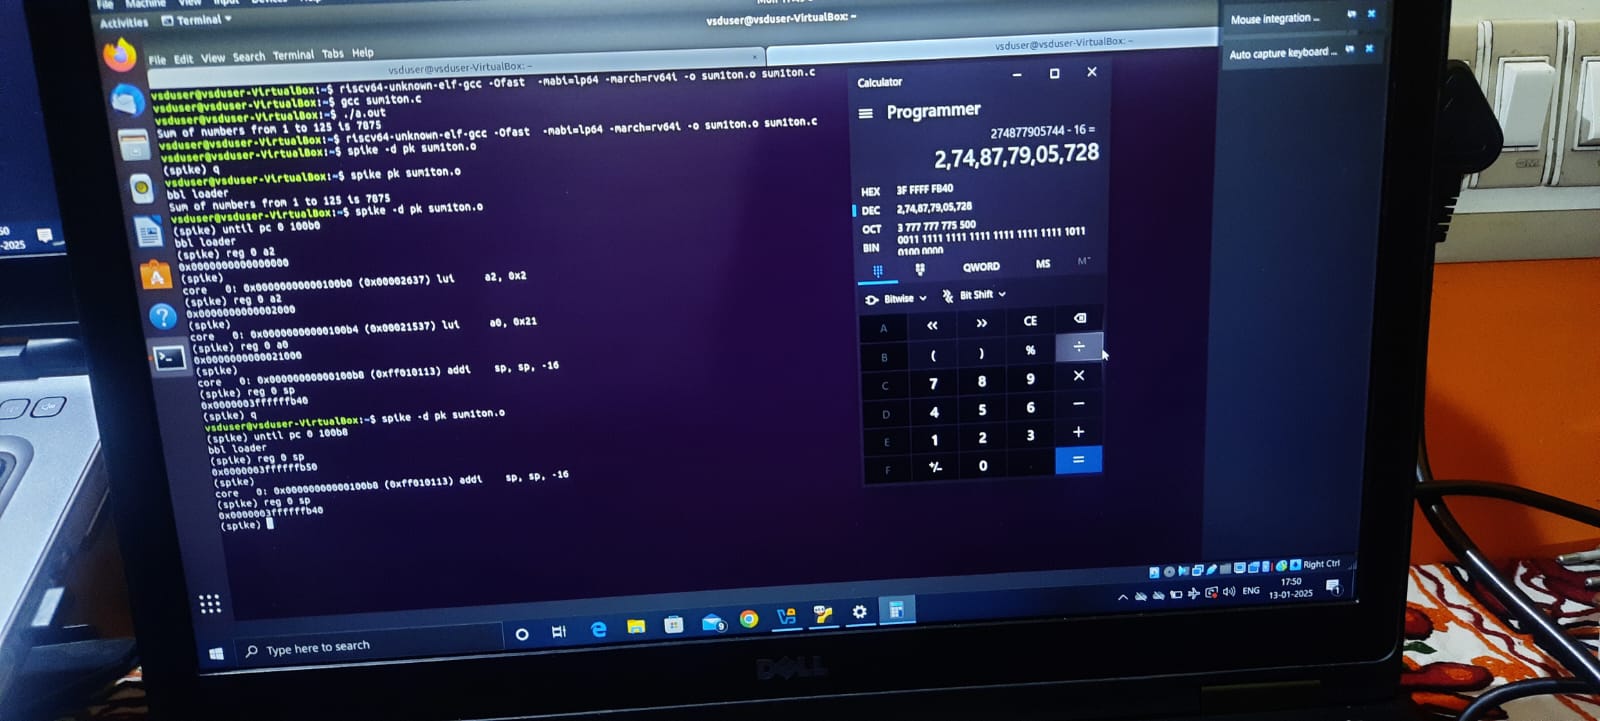 File Machine View Input Devices
Activities
Terminal
vsduser@vsduser-VirtualBox: ~
File Edit View Search Terminal Tabs Help
vsduser@vsduser-VirtualBox: ~
vsduser@vsduser-VirtualBox: ~
vsduser@vsduser-VirtualBox:~$ riscv64-unknown-elf-gcc -Ofast -mabi=lp64 -march=rv64i -o sum1ton.o sum1ton.c
vsduser@vsduser-VirtualBox:~$ gcc sum1ton.c
vsduser@vsduser-VirtualBox:~$ ./a.out
Sum of numbers from 1 to 125 is 7875
vsduser@vsduser-VirtualBox:~$ riscv64-unknown-elf-gcc -Ofast -mabi=lp64 -march=rv64i -o sum1ton.o sum1ton.c
vsduser@vsduser-VirtualBox:~$ spike -d pk sum1ton.o
(spike) q
vsduser@vsduser-VirtualBox:~$ spike pk sum1ton.o
bbl loader
Sum of numbers from 1 to 125 is 7875
vsduser@vsduser-VirtualBox:~$ spike -d pk sum1ton.o
(spike) until pc 0 100b0
bbl loader
(spike) reg 0 a2
0x0000000000000000
(spike)
core 0: 0x00000000000100b0 (0x00002637) lui a2, 0x2
(spike) reg 0 a2
0x0000000000002000
(spike)
core 0: 0x00000000000100b4 (0x00021537) lui a0, 0x21
(spike) reg 0 a0
0x0000000000021000
(spike)
core 0: 0x00000000000100b8 (0xff010113) addi sp, sp, -16
(spike) reg 0 sp
0x0000003ffffffb40
(spike) q
vsduser@vsduser-VirtualBox:~$ spike -d pk sum1ton.o
(spike) until pc 0 100b8
bbl loader
(spike) reg 0 sp
0x0000003ffffffb50
(spike)
core 0: 0x00000000000100b8 (0xff010113) addi sp, sp, -16
(spike) reg 0 sp
0x0000003ffffffb40
(spike)
Calculator
Programmer
274877905744 - 16 =
2,74,87,79,05,728
HEX 3F FFFF FB40
DEC 2,74,87,79,05,728
OCT 3 777 777 775 500
BIN 0011 1111 1111 1111 1111 1111 1111 1011
0100 0000
QWORD MS M
Bitwise Bit Shift
A << >> CE
B ( ) % ÷
C 7 8 9 ×
D 4 5 6 −
E 1 2 3 +
F +/- 0 . =
Mouse integration ...
Auto capture keyboard ...
Right Ctrl
Type here to search
9
ENG
17:50
13-01-2025
1
-2025
DELL